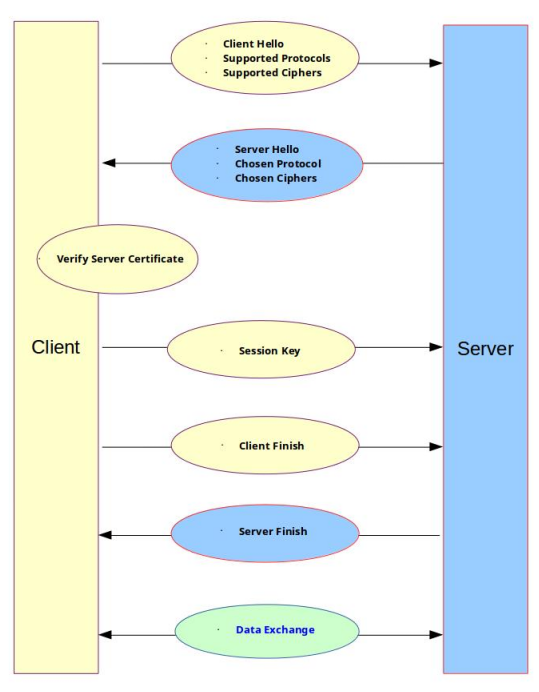 · Client Hello
· Supported Protocols
· Supported Ciphers
· Server Hello
· Chosen Protocol
· Chosen Ciphers
· Verify Server Certificate
Client
Server
· Session Key
· Client Finish
· Server Finish
· Data Exchange